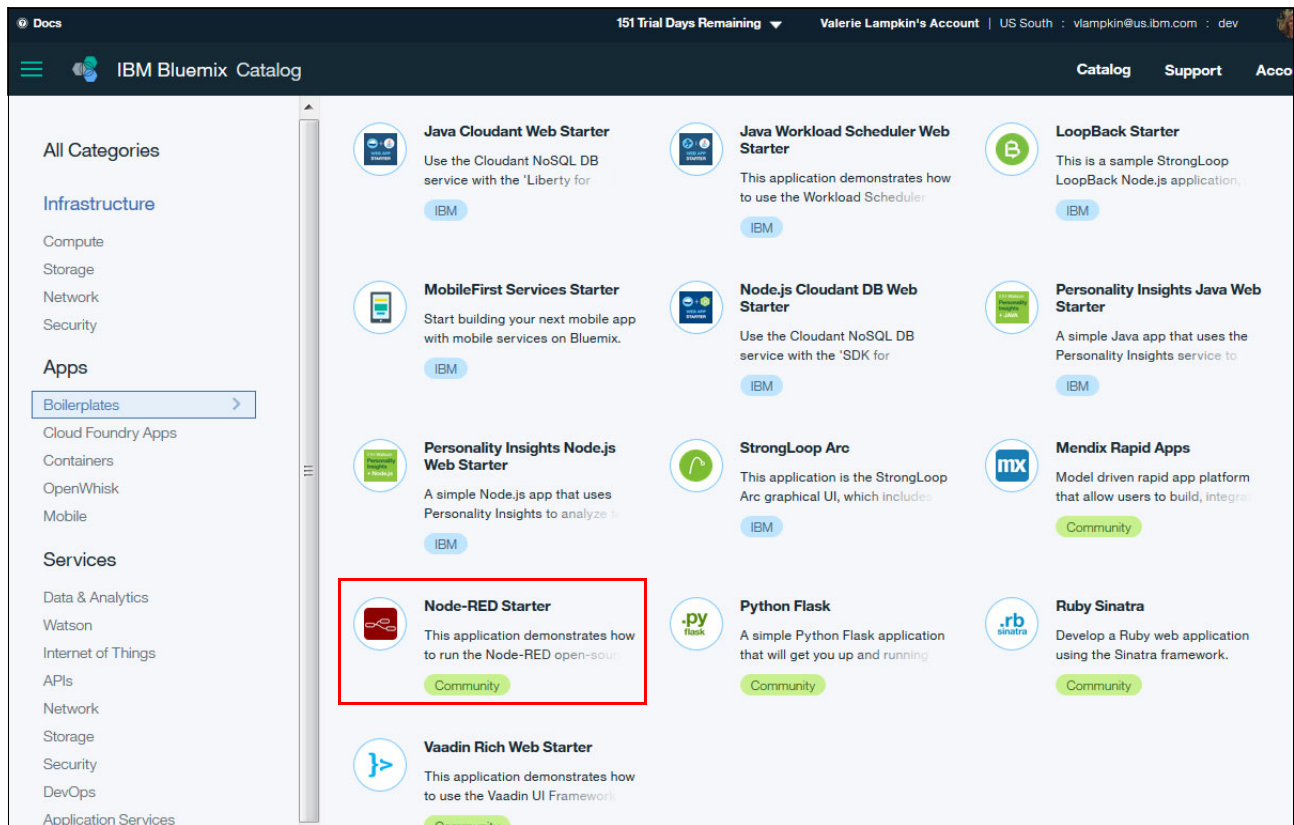 Docs
151 Trial Days Remaining
Valerie Lampkin's Account | US South : vlampkin@us.ibm.com : dev
IBM Bluemix Catalog
Catalog
Support
Acco
All Categories
Infrastructure
Compute
Storage
Network
Security
Apps
Boilerplates
Cloud Foundry Apps
Containers
OpenWhisk
Mobile
Services
Data & Analytics
Watson
Internet of Things
APIs
Network
Storage
Security
DevOps
Application Services
Java Cloudant Web Starter
Use the Cloudant NoSQL DB
service with the 'Liberty for
IBM
Java Workload Scheduler Web
Starter
This application demonstrates how
to use the Workload Scheduler
IBM
LoopBack Starter
This is a sample StrongLoop
LoopBack Node.js application,
IBM
MobileFirst Services Starter
Start building your next mobile app
with mobile services on Bluemix.
IBM
Node.js Cloudant DB Web
Starter
Use the Cloudant NoSQL DB
service with the 'SDK for
IBM
Personality Insights Java Web
Starter
A simple Java app that uses the
Personality Insights service to
IBM
Personality Insights Node.js
Web Starter
A simple Node.js app that uses
Personality Insights to analyze
IBM
StrongLoop Arc
This application is the StrongLoop
Arc graphical UI, which includes
IBM
mx
Mendix Rapid Apps
Model driven rapid app platform
that allow users to build, integra
Community
Node-RED Starter
This application demonstrates how
to run the Node-RED open-sou
Community
.py
flask
Python Flask
A simple Python Flask application
that will get you up and running
Community
.rb
sinatra
Ruby Sinatra
Develop a Ruby web application
using the Sinatra framework.
Community
Vaadin Rich Web Starter
This application demonstrates how
to use the Vaadin UI Framework
Community